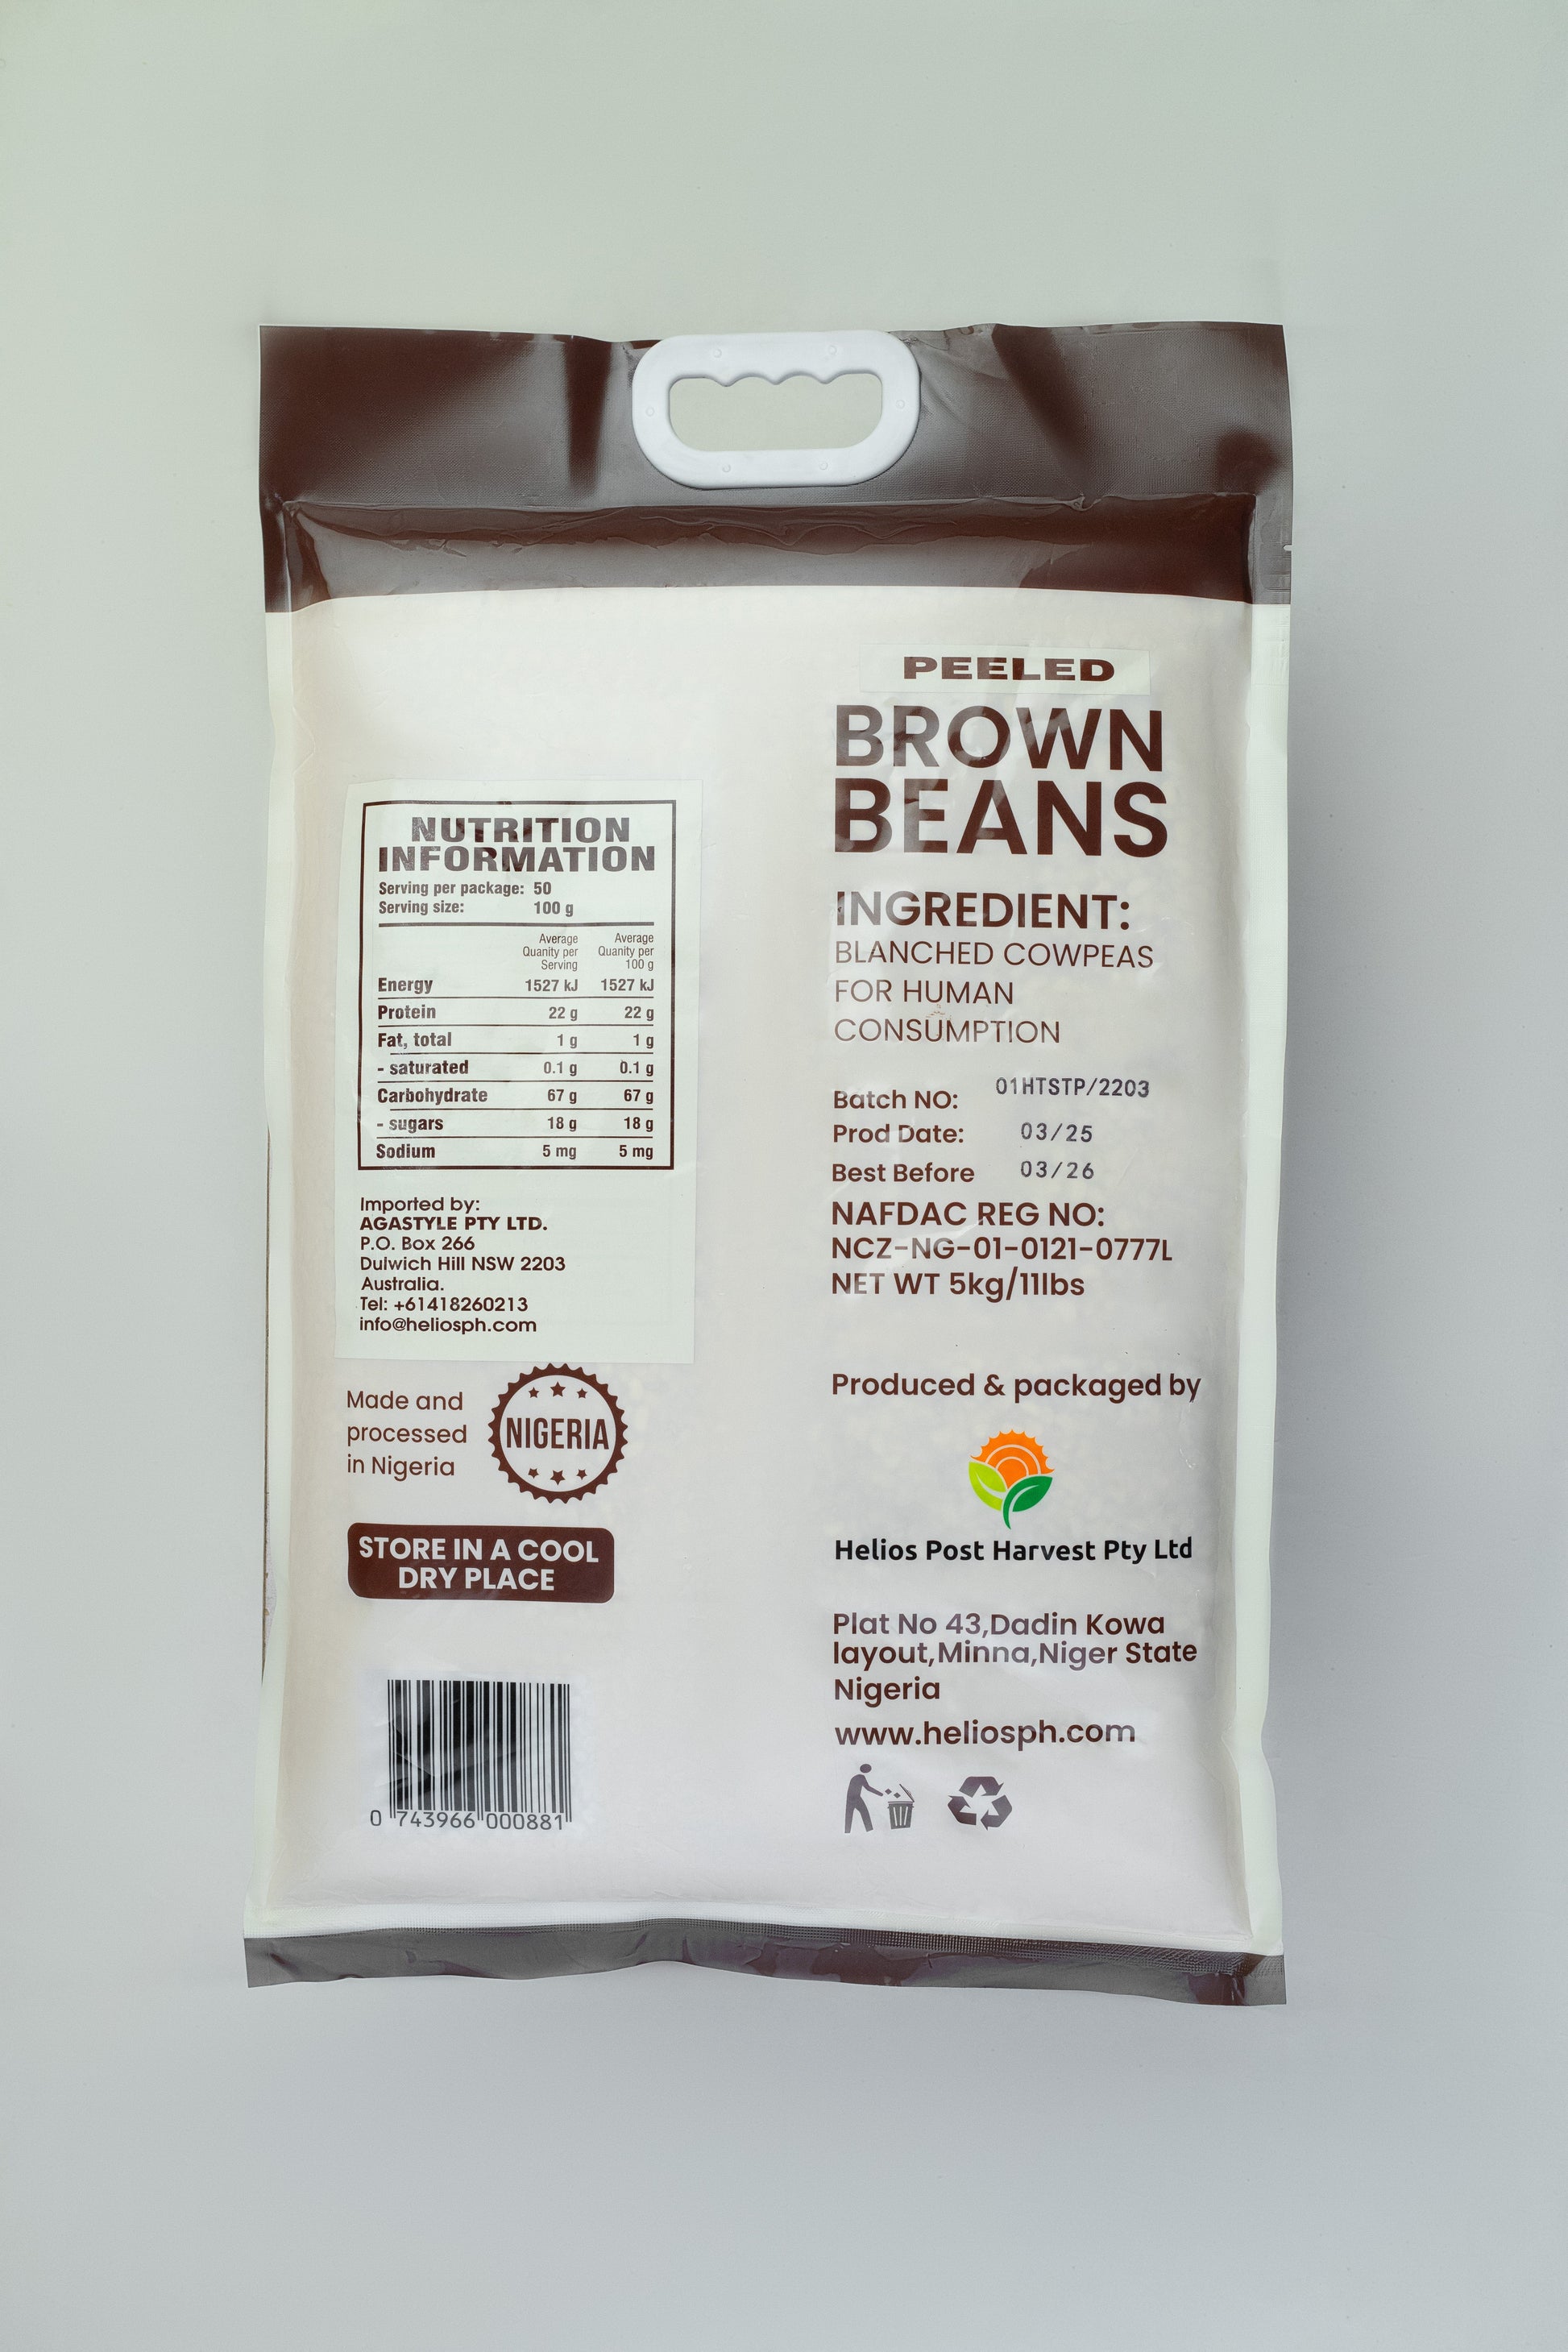 PEELED
BROWN
BEANS
INGREDIENT:
BLANCHED COWPEAS
FOR HUMAN
CONSUMPTION
Batch NO: 01HTSTP/2203
Prod Date: 03/25
Best Before 03/26
NAFDAC REG NO:
NCZ-NG-01-0121-0777L
NET WT 5kg/11lbs
Produced & packaged by
Helios Post Harvest Pty Ltd
Plat No 43,Dadin Kowa
layout,Minna,Niger State
Nigeria
www.heliosph.com
NUTRITION
INFORMATION
Serving per package: 50
Serving size: 100 g
Average Average
Quanity per Quanity per
Serving 100 g
Energy 1527 kJ 1527 kJ
Protein 22 g 22 g
Fat, total 1 g 1 g
- saturated 0.1 g 0.1 g
Carbohydrate 67 g 67 g
- sugars 18 g 18 g
Sodium 5 mg 5 mg
Imported by:
AGASTYLE PTY LTD.
P.O. Box 266
Dulwich Hill NSW 2203
Australia.
Tel: +61418260213
info@heliosph.com
Made and
processed
in Nigeria
NIGERIA
STORE IN A COOL
DRY PLACE
0 743966 000881